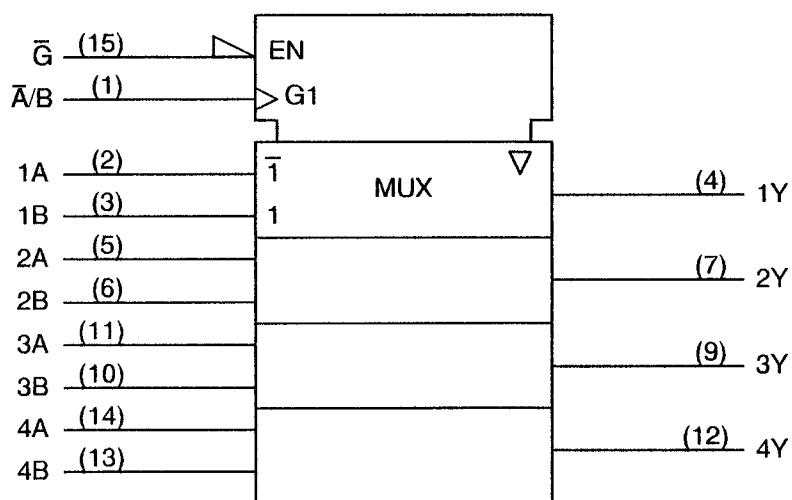 G̅ (15) EN
A̅/B (1) G1
1A (2) 1̅ MUX ▽ (4) 1Y
1B (3) 1
2A (5) (7) 2Y
2B (6)
3A (11) (9) 3Y
3B (10)
4A (14) (12) 4Y
4B (13)